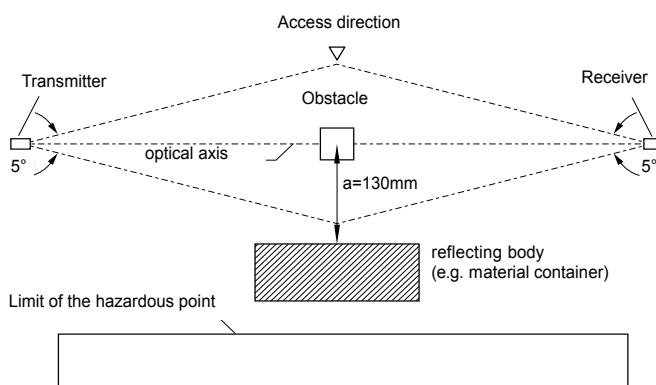 Access direction
Transmitter
Receiver
Obstacle
optical axis
5°
5°
a=130mm
reflecting body
(e.g. material container)
Limit of the hazardous point